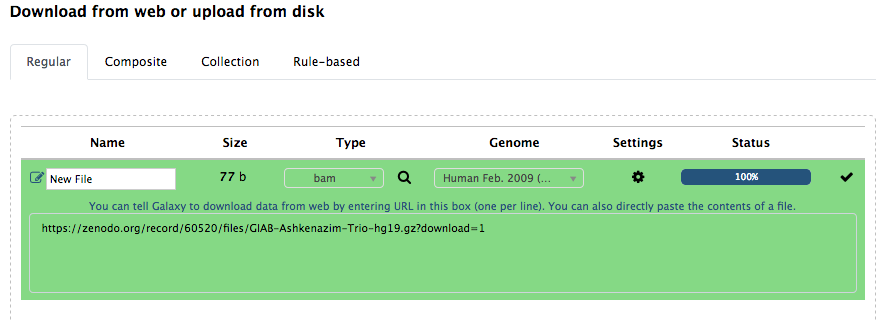 Download from web or upload from disk
Regular Composite Collection Rule-based
Name Size Type Genome Settings Status
New File 77 b bam Human Feb. 2009 (... 100%
You can tell Galaxy to download data from web by entering URL in this box (one per line). You can also directly paste the contents of a file.
https://zenodo.org/record/60520/files/GIAB-Ashkenazim-Trio-hg19.gz?download=1